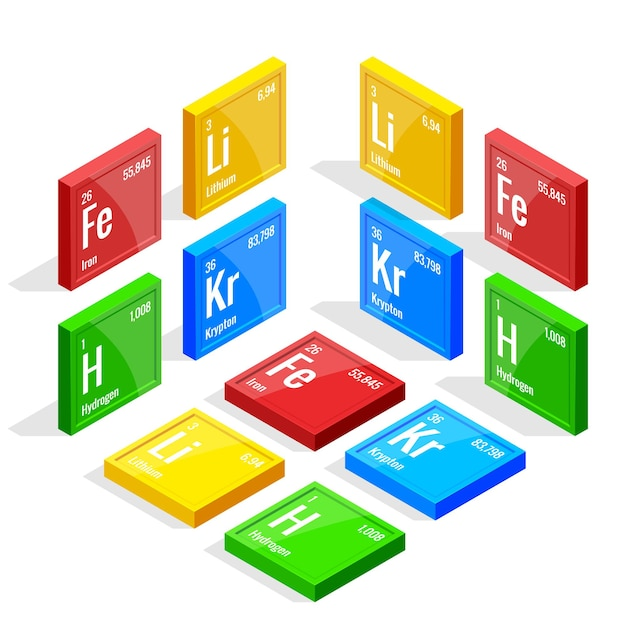 3 6,94
Li
Lithium
3 6,94
Li
Lithium
26 55,845
Fe
Iron
26 55,845
Fe
Iron
36 83,798
Kr
Krypton
36 83,798
Kr
Krypton
1 1,008
H
Hydrogen
1 1,008
H
Hydrogen
26 55,845
Fe
Iron
3 6,94
Li
Lithium
36 83,798
Kr
Krypton
1 1,008
H
Hydrogen